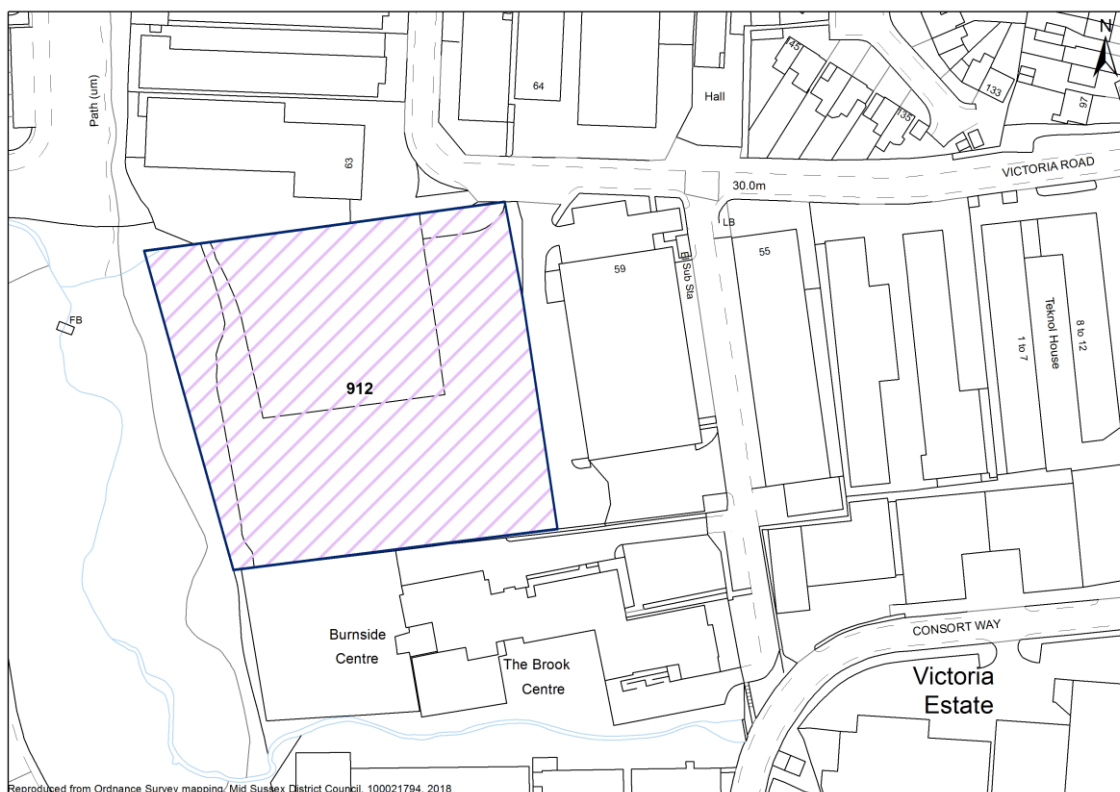 N
145
64
Hall
133
97
135
Path (um)
63
VICTORIA ROAD
30.0m
LB
59
55
El Sub Sta
FB
Teknol House
1 to 7
8 to 12
912
CONSORT WAY
Burnside
Centre
The Brook
Centre
Victoria
Estate
Reproduced from Ordnance Survey mapping, Mid Sussex District Council, 100021794, 2018